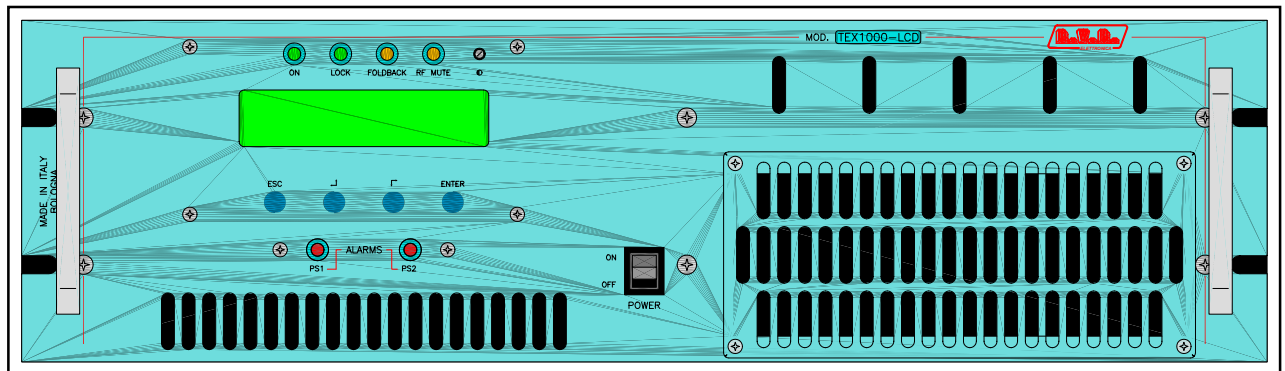 MOD. TEX1000-LCD
R.V.R.
ELETTRONICA
ON LOCK FOLDBACK RF MUTE
ESC ENTER
MADE IN ITALY
BOLOGNA
ALARMS
PS1 PS2
ON
OFF
POWER